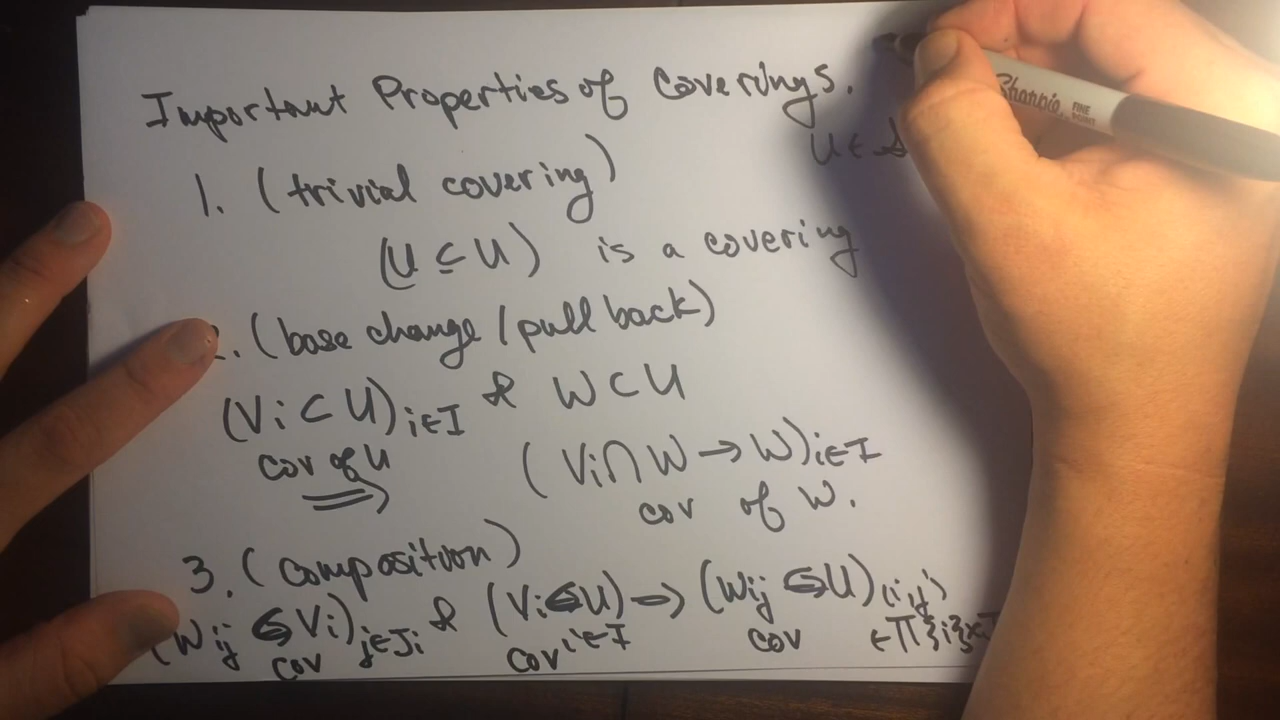 Important Properties of Coverings.
U ∈
1. (trivial covering)
(U ⊆ U) is a covering
2. (base change / pull back)
(Vi ⊂ U)i∈I & W ⊂ U
cov of U
⇒ (Vi ∩ W → W)i∈I
cov of W.
3. (composition)
(Wij ⊆ Vi)j∈Ji & (Vi ⊆ U)i∈I → (Wij ⊆ U)(i,j)
cov cov cov ∈∏{i}×
Sharpie FINE POINT